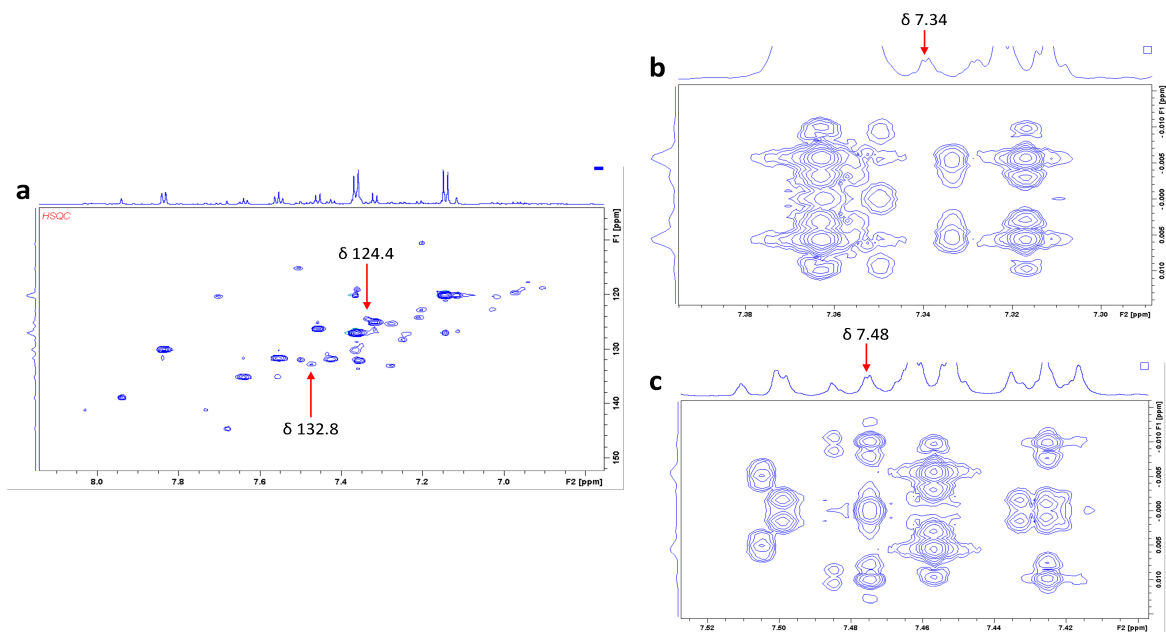 a
HSQC
δ 124.4
δ 132.8
120
130
140
150
F1 [ppm]
8.0
7.8
7.6
7.4
7.2
7.0
F2 [ppm]
b
δ 7.34
-0.010
-0.005
-0.000
0.005
0.010
F1 [ppm]
7.38
7.36
7.34
7.32
7.30
F2 [ppm]
c
δ 7.48
-0.010
-0.005
-0.000
0.005
0.010
F1 [ppm]
7.52
7.50
7.48
7.46
7.44
7.42
F2 [ppm]